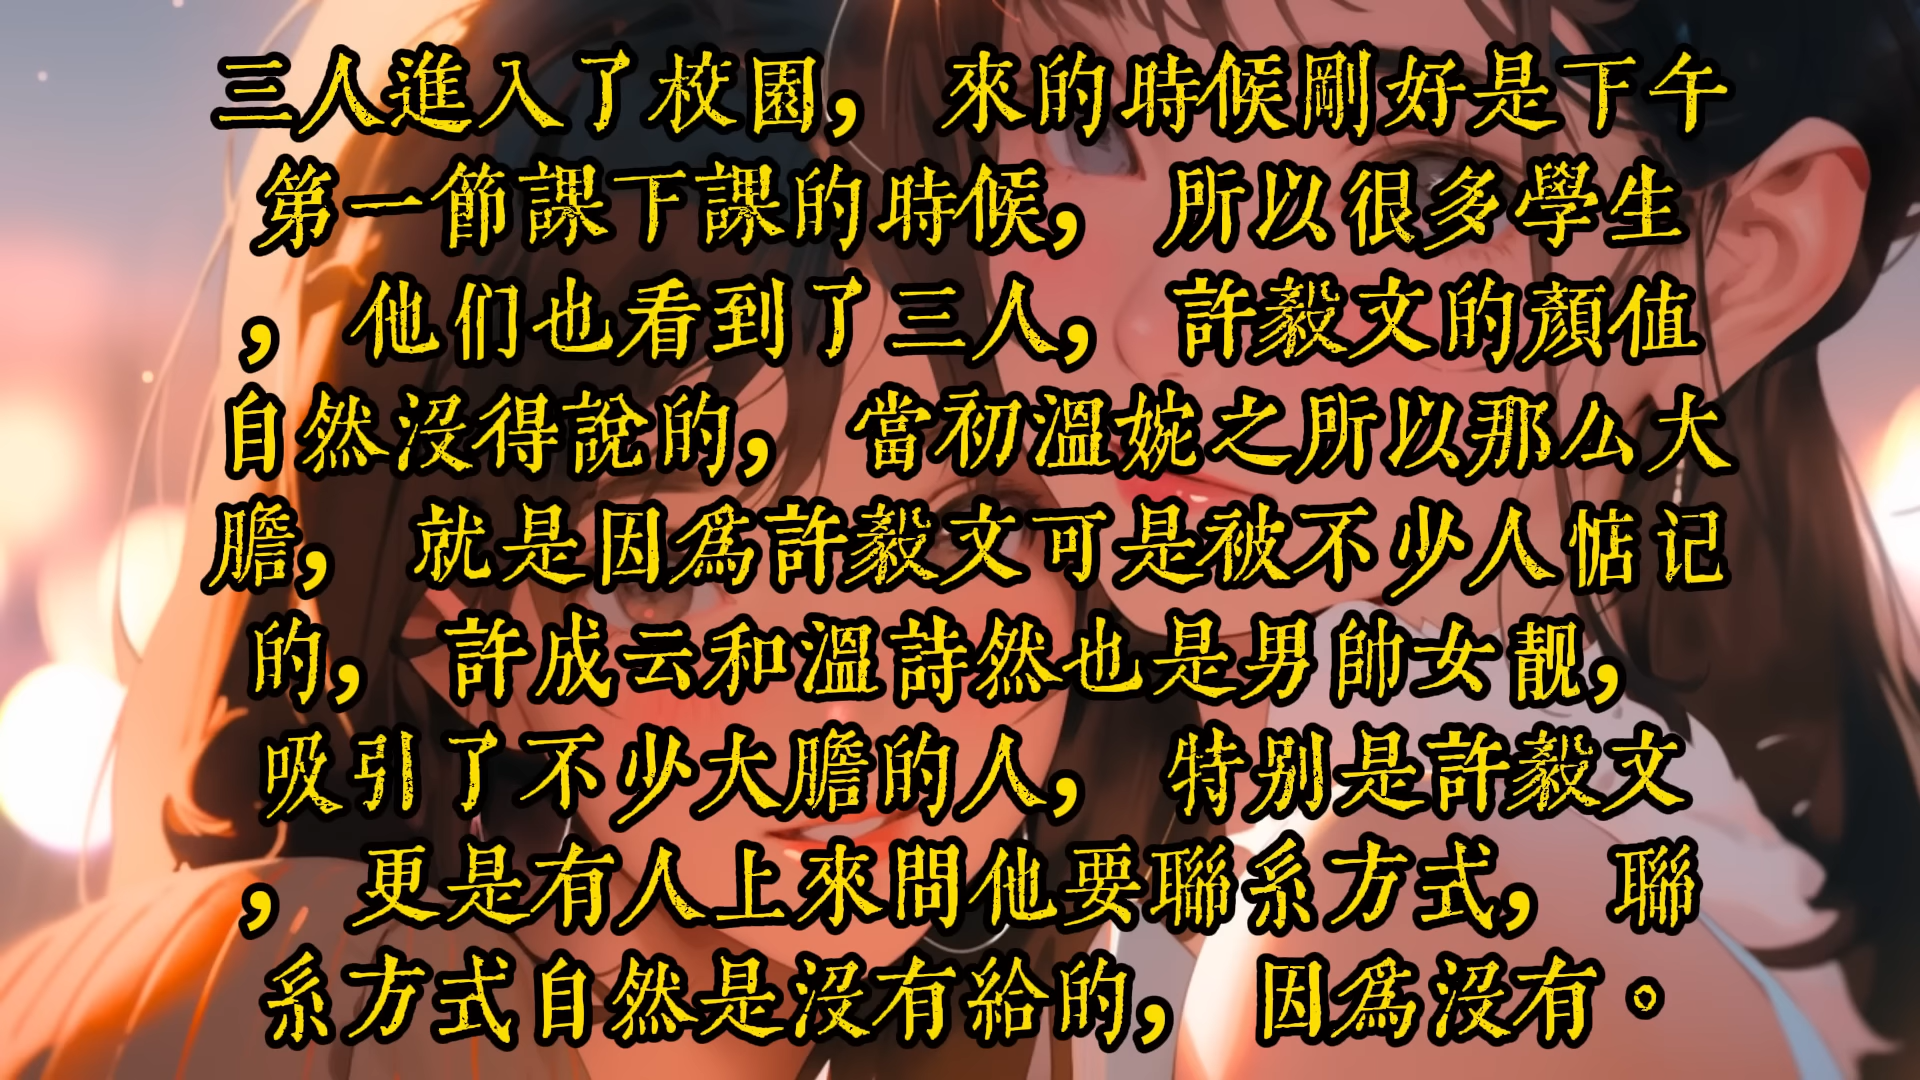 三人進入了校園， 來的時候剛好是下午
第一節課下課的時候， 所以很多學生
， 他们也看到了三人， 許毅文的顏值
自然沒得說的， 當初溫婉之所以那么大
膽， 就是因爲許毅文可是被不少人惦记
的， 許成云和溫詩然也是男帥女靓，
吸引了不少大膽的人， 特别是許毅文
， 更是有人上來問他要聯系方式， 聯
系方式自然是沒有給的， 因爲沒有。